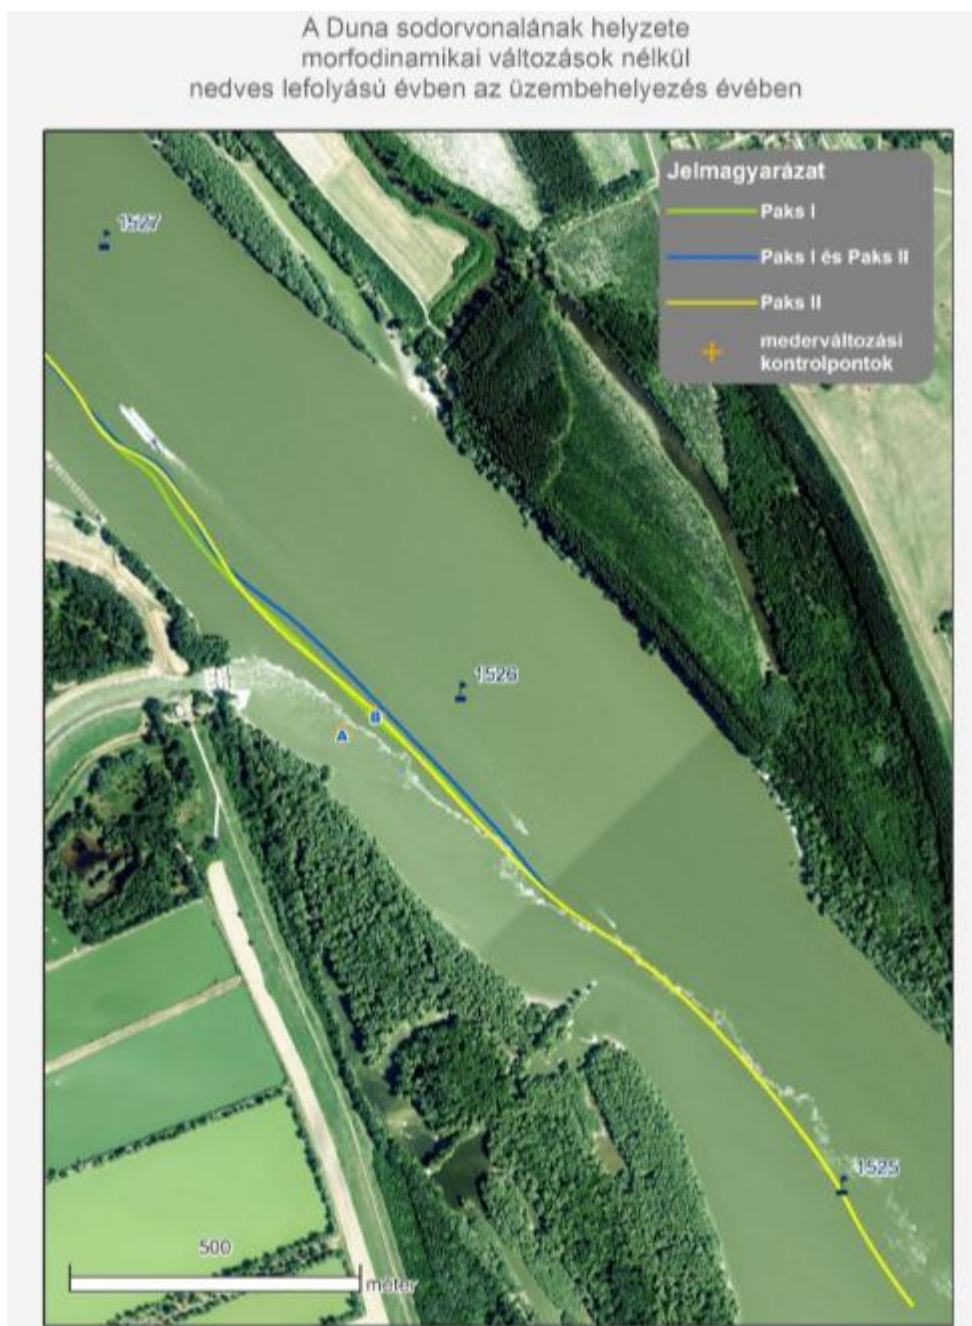 A Duna sodorvonalának helyzete
morfodinamikai változások nélkül
nedves lefolyású évben az üzembehelyezés évében
Jelmagyarázat
Paks I
Paks I és Paks II
Paks II
mederváltozási
kontrolpontok
1527
1526
B
A
1525
500
méter